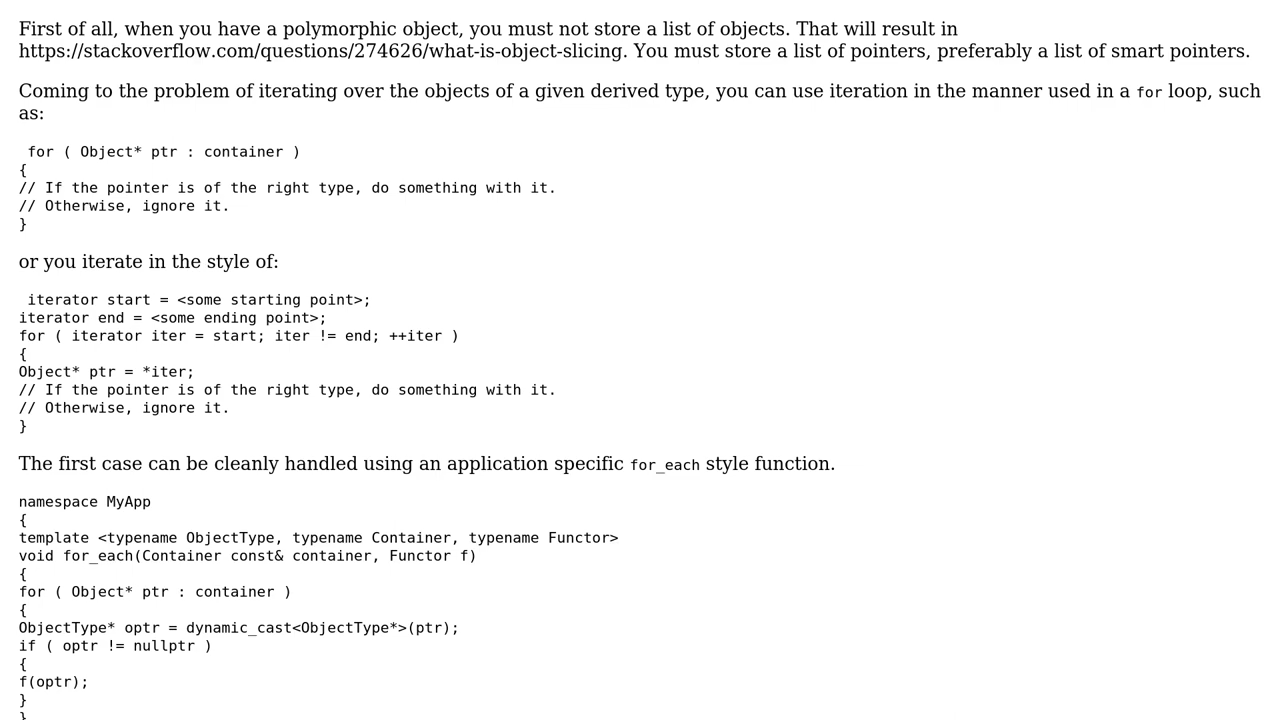 First of all, when you have a polymorphic object, you must not store a list of objects. That will result in
https://stackoverflow.com/questions/274626/what-is-object-slicing. You must store a list of pointers, preferably a list of smart pointers.
Coming to the problem of iterating over the objects of a given derived type, you can use iteration in the manner used in a for loop, such
as:
for ( Object* ptr : container )
{
// If the pointer is of the right type, do something with it.
// Otherwise, ignore it.
}
or you iterate in the style of:
iterator start = <some starting point>;
iterator end = <some ending point>;
for ( iterator iter = start; iter != end; ++iter )
{
Object* ptr = *iter;
// If the pointer is of the right type, do something with it.
// Otherwise, ignore it.
}
The first case can be cleanly handled using an application specific for_each style function.
namespace MyApp
{
template <typename ObjectType, typename Container, typename Functor>
void for_each(Container const& container, Functor f)
{
for ( Object* ptr : container )
{
ObjectType* optr = dynamic_cast<ObjectType*>(ptr);
if ( optr != nullptr )
{
f(optr);
}
}